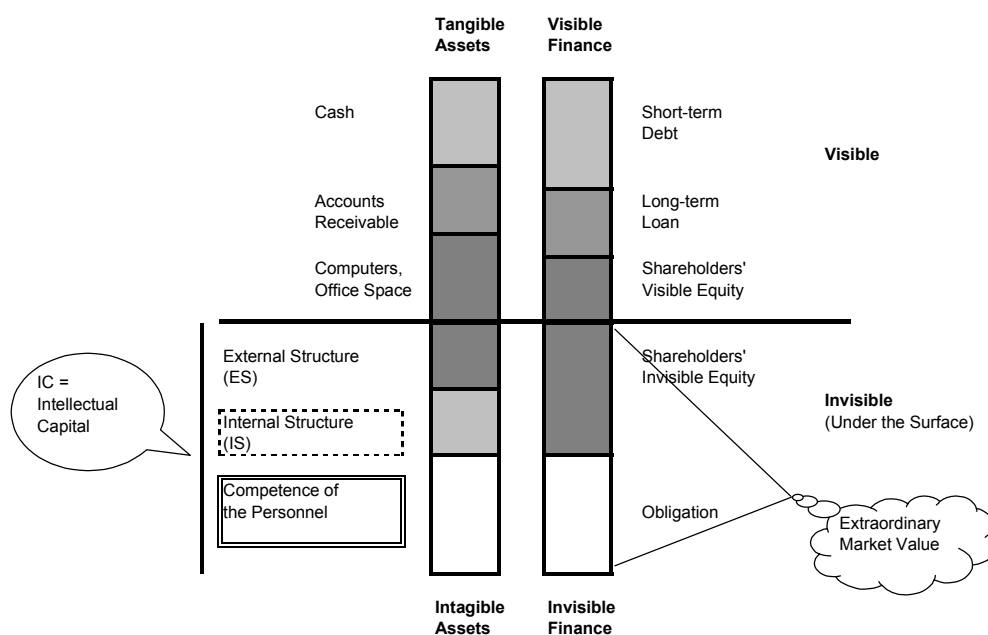 Tangible
Assets
Visible
Finance
Cash
Short-term
Debt
Visible
Accounts
Receivable
Long-term
Loan
Computers,
Office Space
Shareholders'
Visible Equity
External Structure
(ES)
Shareholders'
Invisible Equity
IC =
Intellectual
Capital
Invisible
(Under the Surface)
Internal Structure
(IS)
Competence of
the Personnel
Obligation
Extraordinary
Market Value
Intagible
Assets
Invisible
Finance